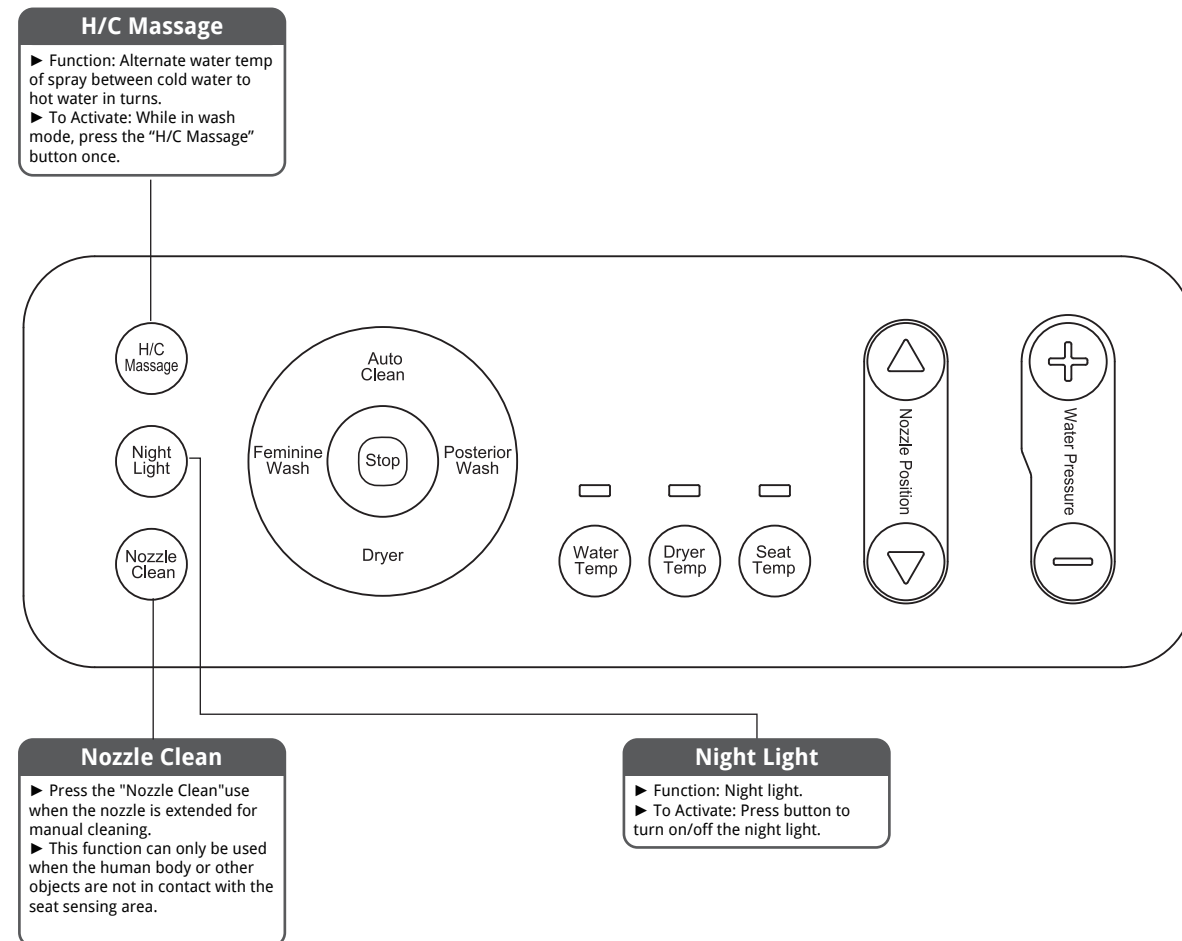 H/C Massage
► Function: Alternate water temp
of spray between cold water to
hot water in turns.
► To Activate: While in wash
mode, press the “H/C Massage”
button once.
H/C
Massage
Night
Light
Nozzle
Clean
Auto
Clean
Feminine
Wash
Stop
Posterior
Wash
Dryer
Water
Temp
Dryer
Temp
Seat
Temp
Nozzle Position
Water Pressure
Nozzle Clean
► Press the "Nozzle Clean"use
when the nozzle is extended for
manual cleaning.
► This function can only be used
when the human body or other
objects are not in contact with the
seat sensing area.
Night Light
► Function: Night light.
► To Activate: Press button to
turn on/off the night light.